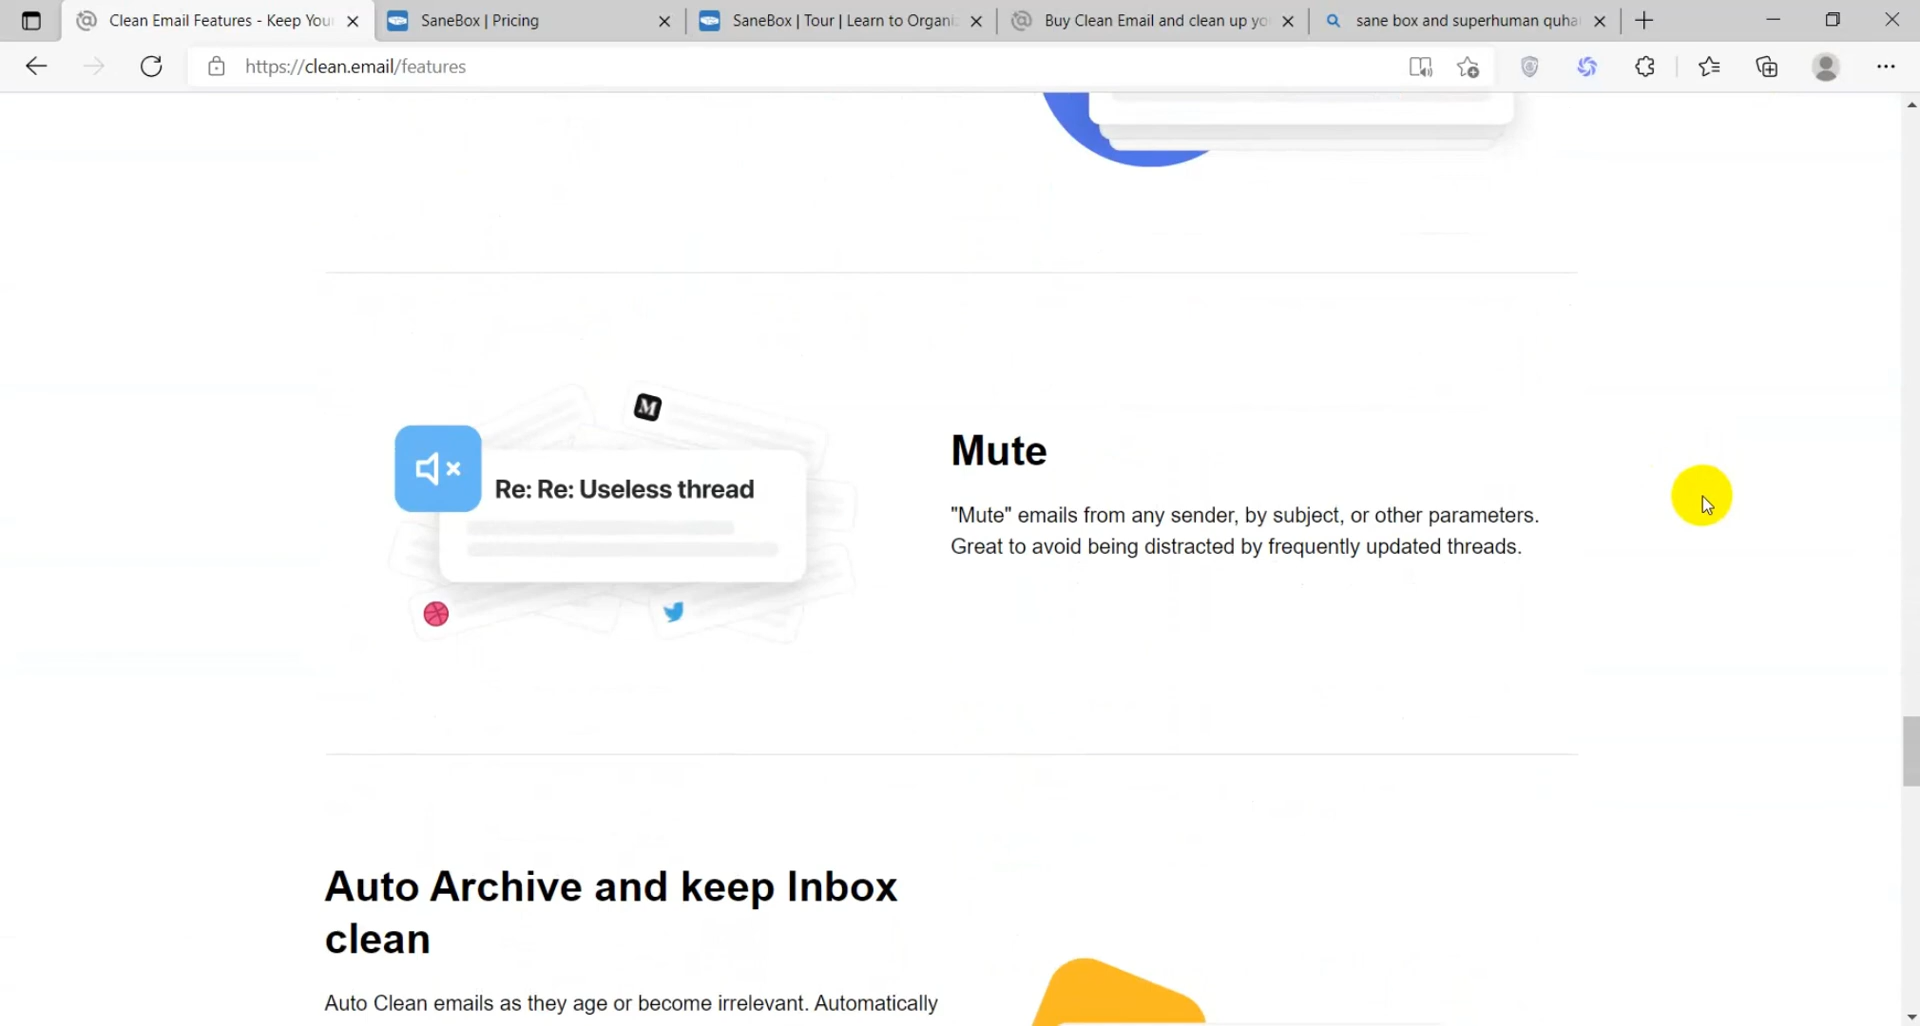 Clean Email Features - Keep Your
SaneBox | Pricing
SaneBox | Tour | Learn to Organi
Buy Clean Email and clean up yo
sane box and superhuman quha
https://clean.email/features
M
Re: Re: Useless thread
Mute
"Mute" emails from any sender, by subject, or other parameters.
Great to avoid being distracted by frequently updated threads.
Auto Archive and keep Inbox
clean
Auto Clean emails as they age or become irrelevant. Automatically